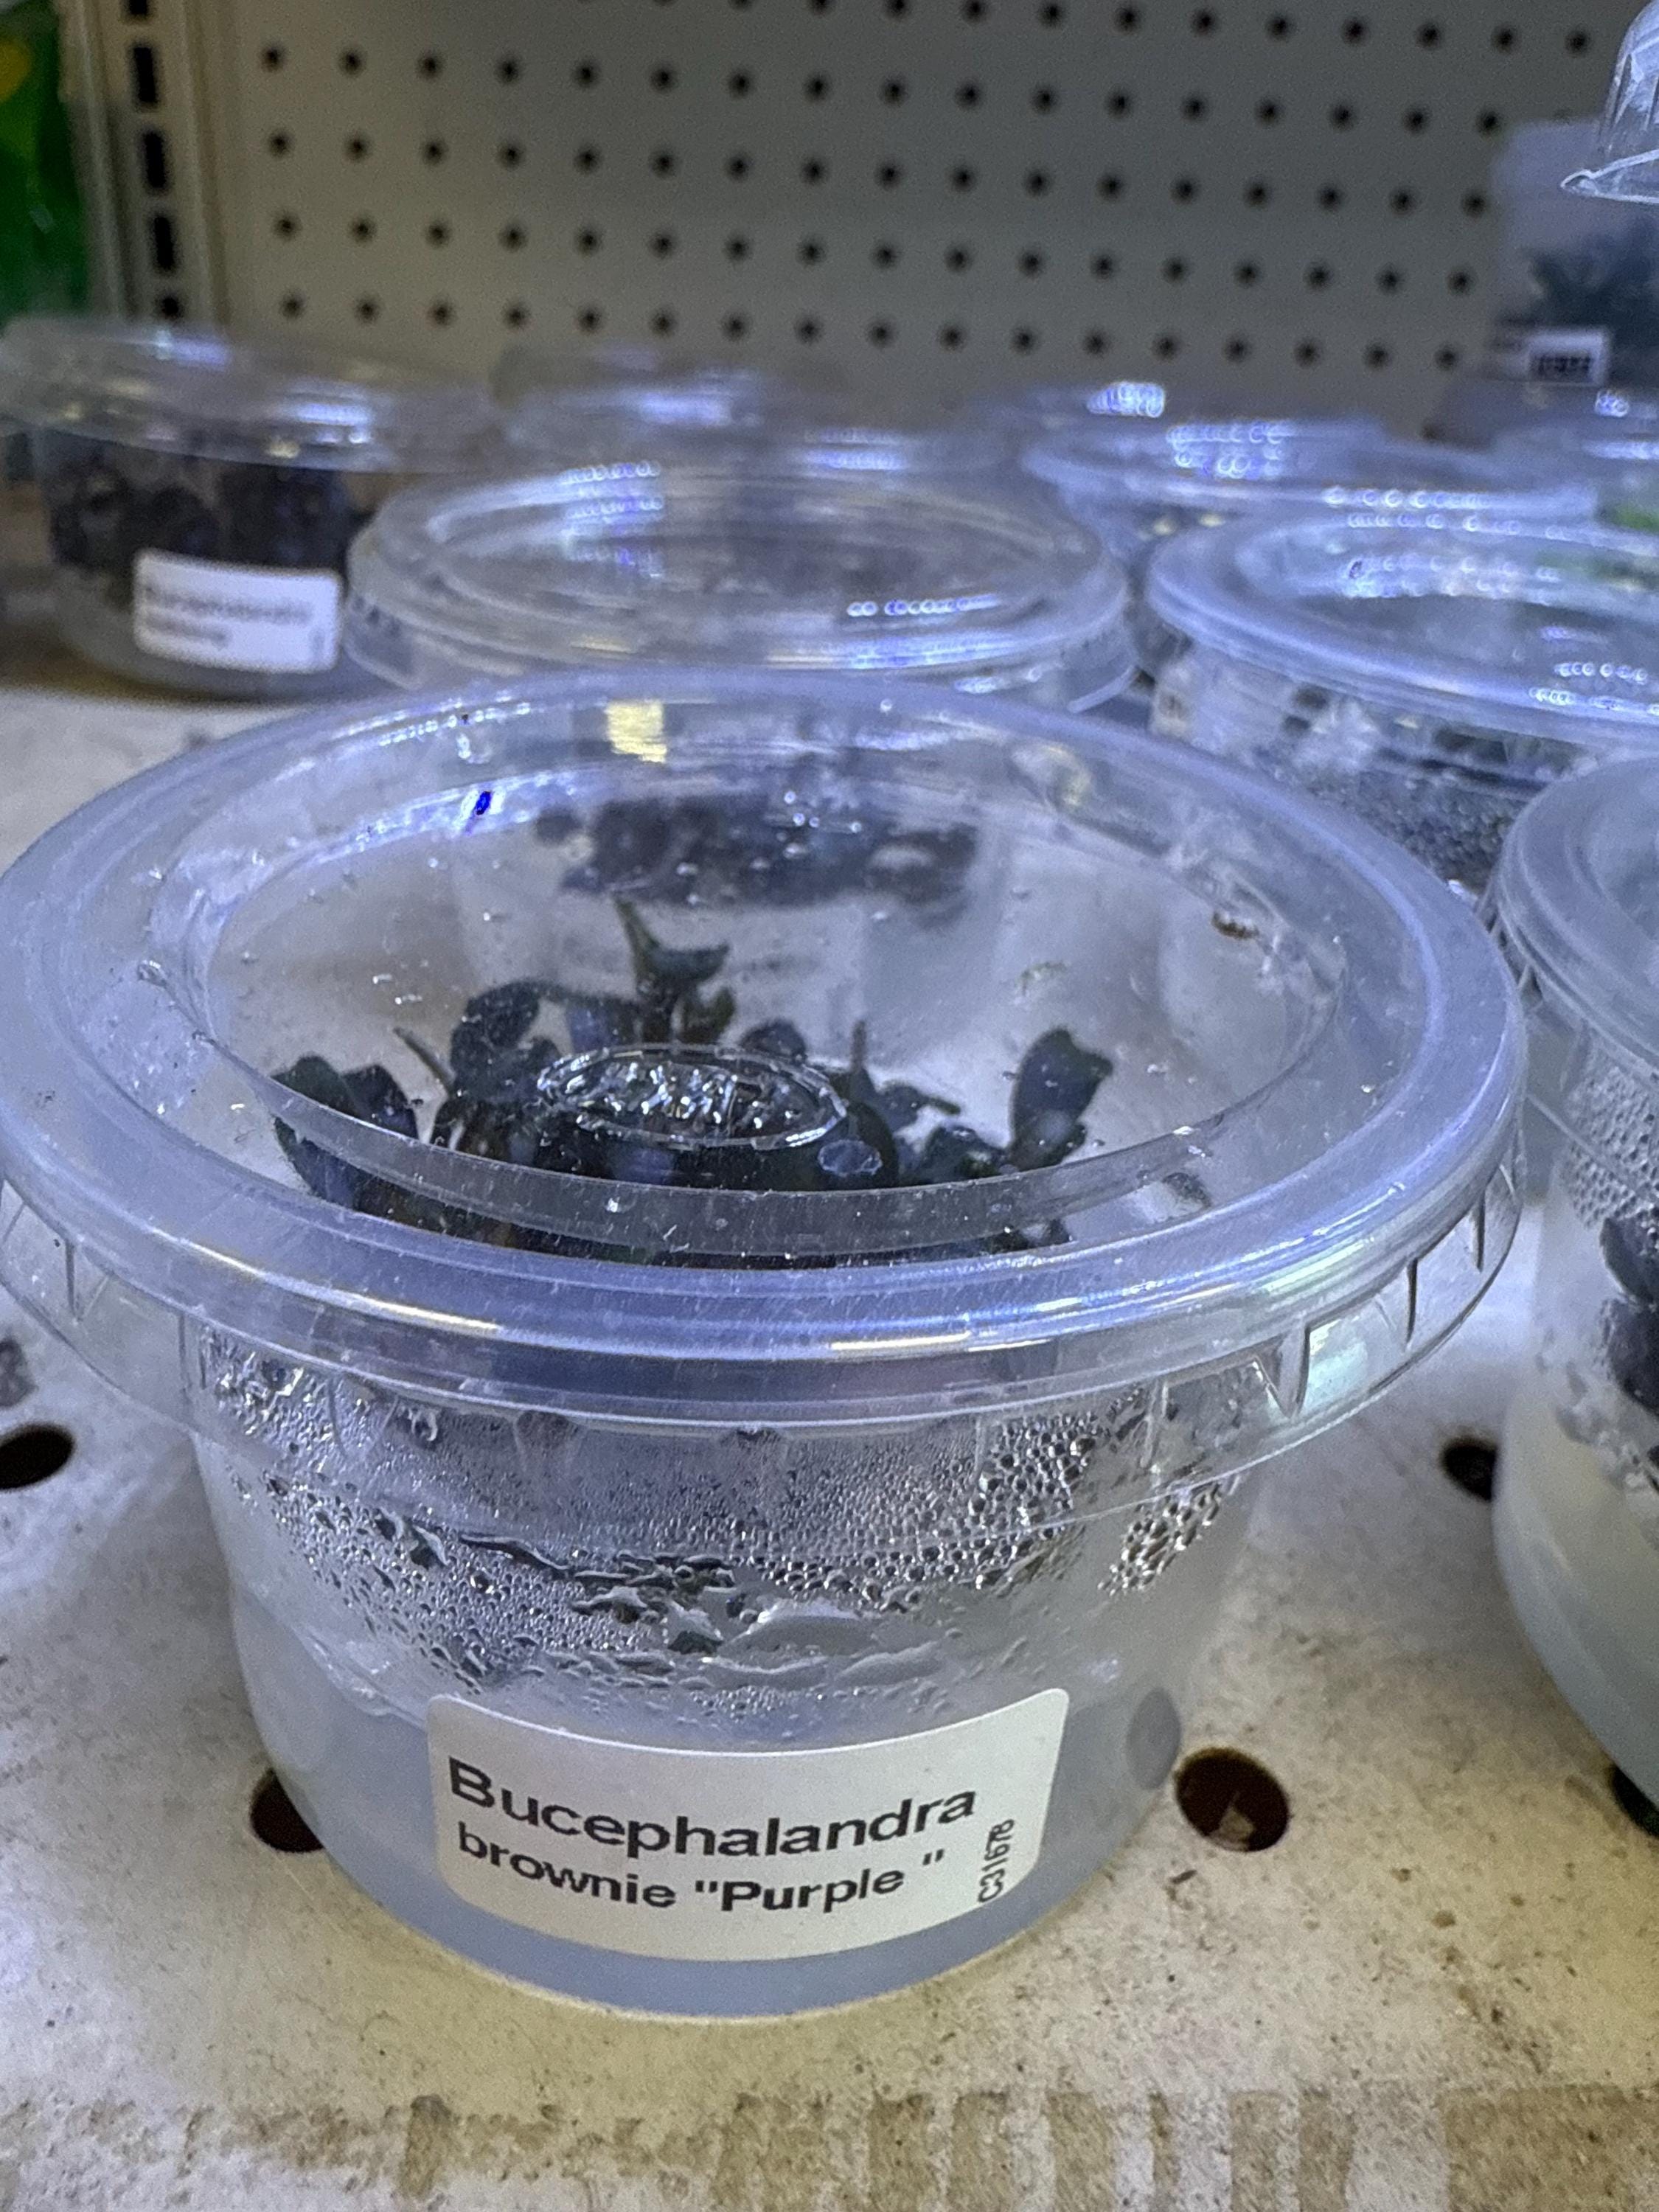 Bucephalandra
brownie "Purple "
C31678